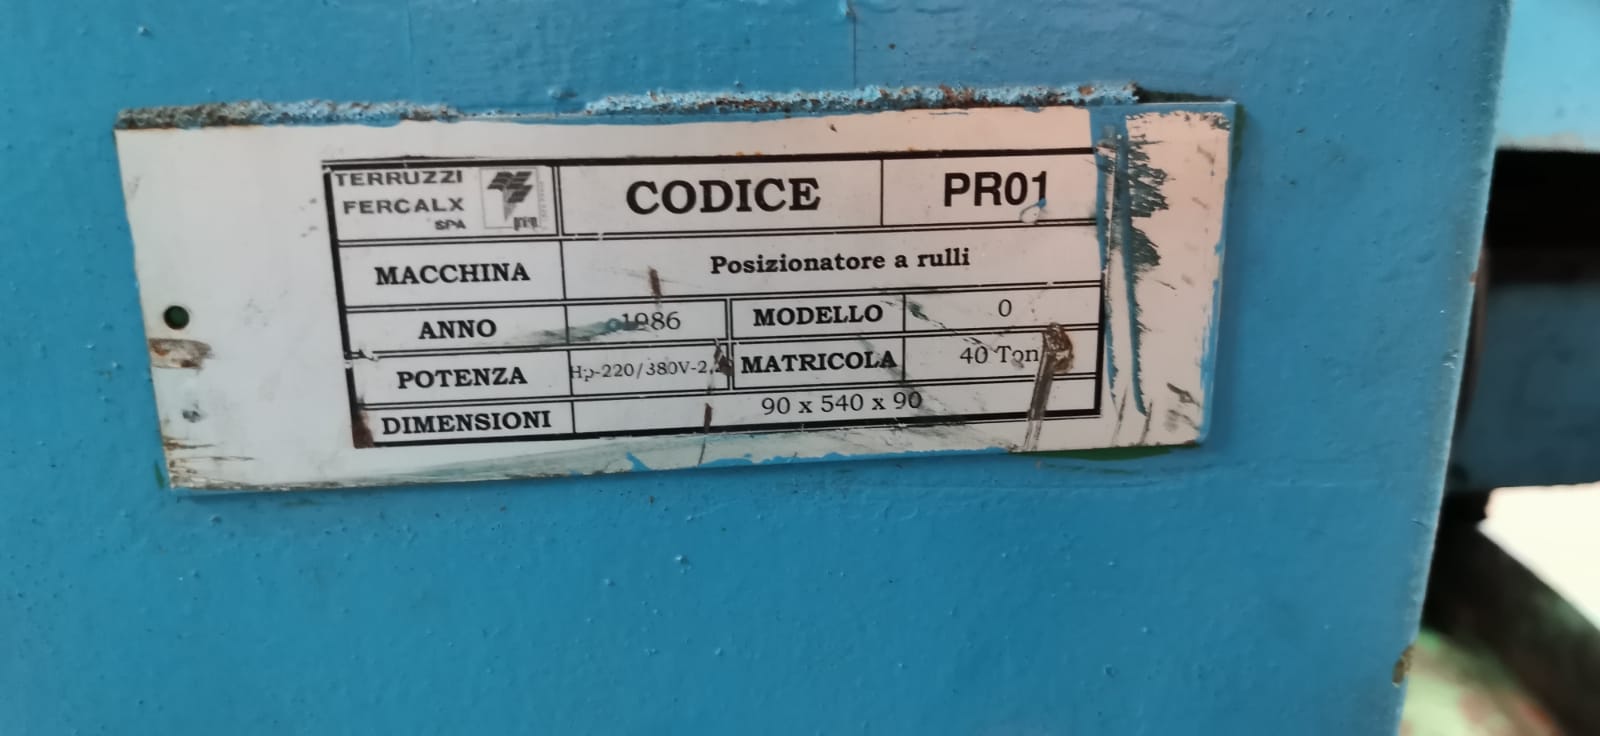 TERRUZZI
FERCALX
SPA
CODICE PR01
MACCHINA Posizionatore a rulli
ANNO 1986 MODELLO 0
POTENZA Hp-220/380V-2, MATRICOLA 40 Ton
DIMENSIONI 90 x 540 x 90